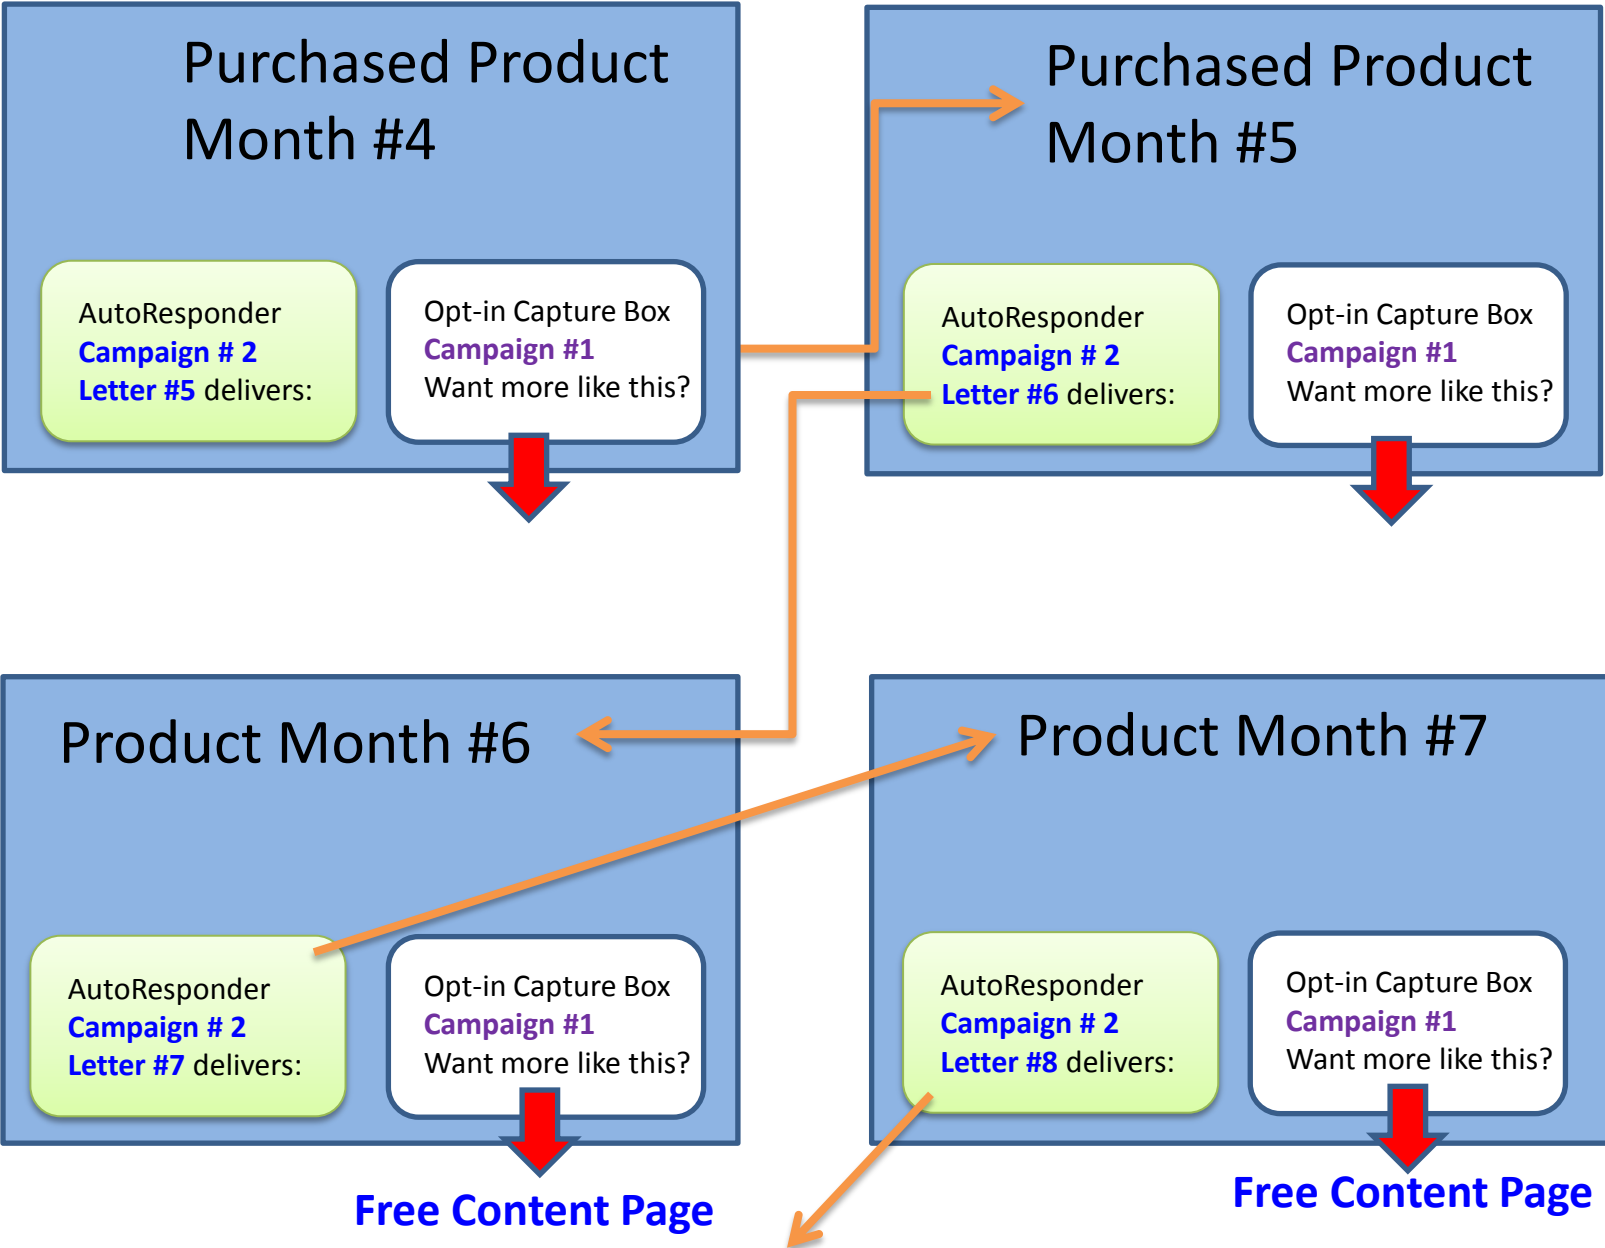 Purchased Product
Month #4
AutoResponder
Campaign # 2
Letter #5 delivers:
Opt-in Capture Box
Campaign #1
Want more like this?
Purchased Product
Month #5
AutoResponder
Campaign # 2
Letter #6 delivers:
Opt-in Capture Box
Campaign #1
Want more like this?
Product Month #6
AutoResponder
Campaign # 2
Letter #7 delivers:
Opt-in Capture Box
Campaign #1
Want more like this?
Free Content Page
Product Month #7
AutoResponder
Campaign # 2
Letter #8 delivers:
Opt-in Capture Box
Campaign #1
Want more like this?
Free Content Page